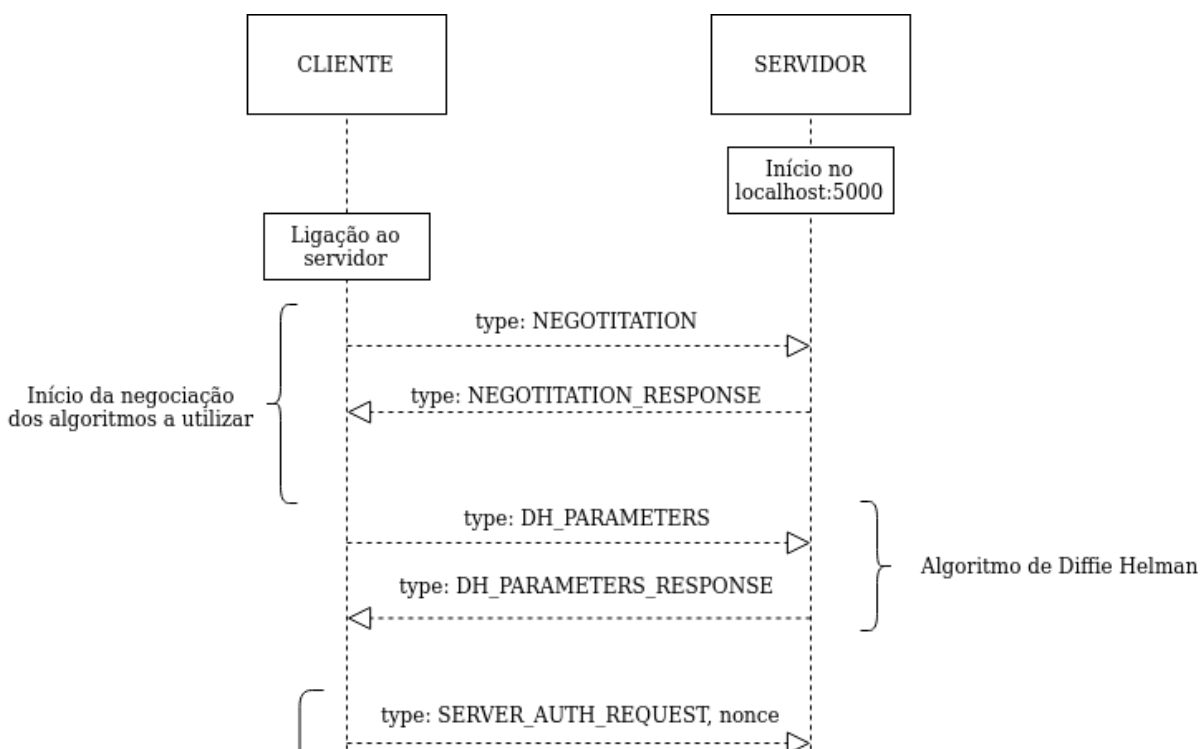 CLIENTE
SERVIDOR
Início no
localhost:5000
Ligação ao
servidor
type: NEGOTITATION
type: NEGOTITATION_RESPONSE
Início da negociação
dos algoritmos a utilizar
type: DH_PARAMETERS
type: DH_PARAMETERS_RESPONSE
Algoritmo de Diffie Helman
type: SERVER_AUTH_REQUEST, nonce